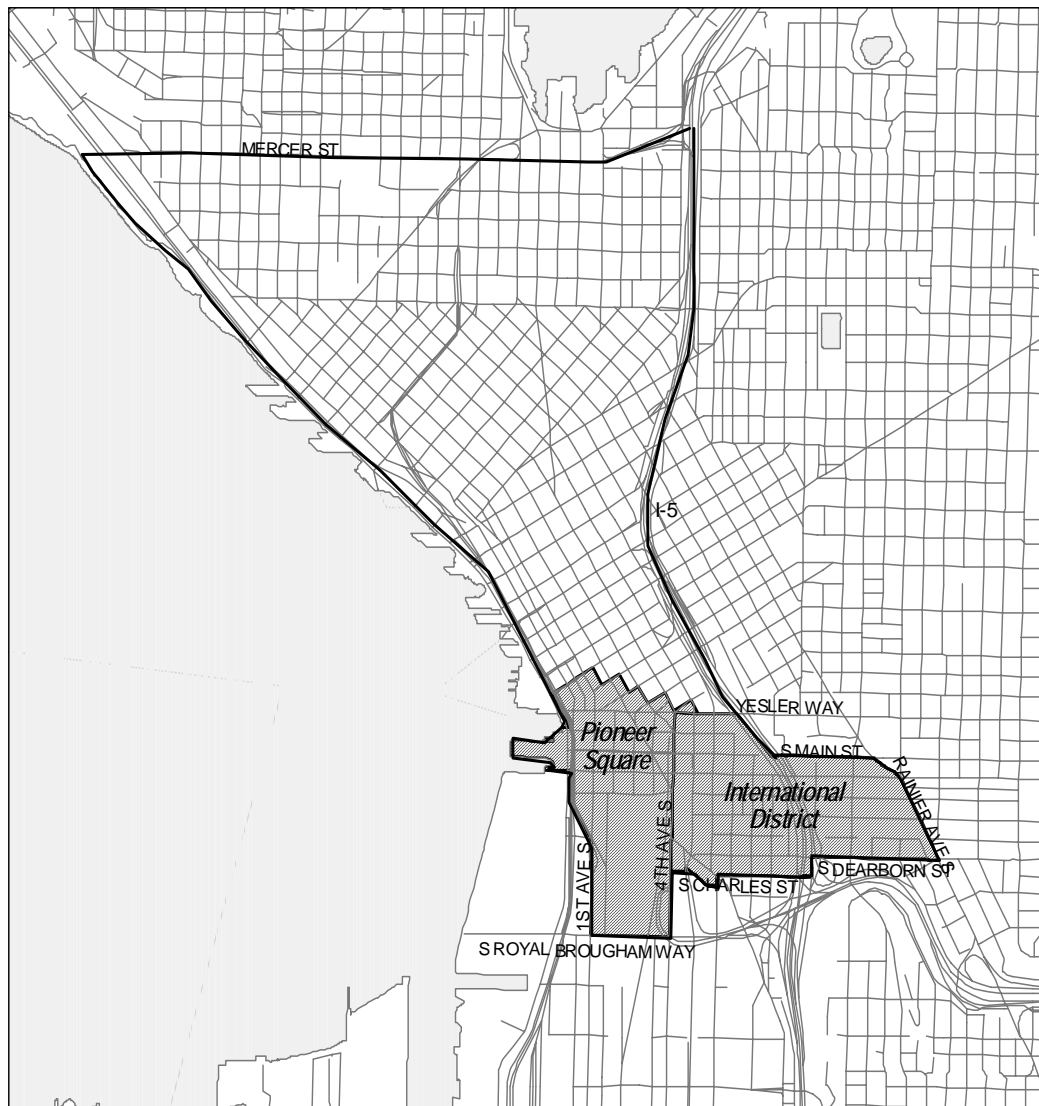 MERCER ST
I-5
YESLER WAY
Pioneer
Square
S MAIN ST
RAINIER AVE S
International
District
4TH AVE S
1ST AVE S
S DEARBORN ST
S CHARLES ST
S ROYAL BROUGHAM WAY